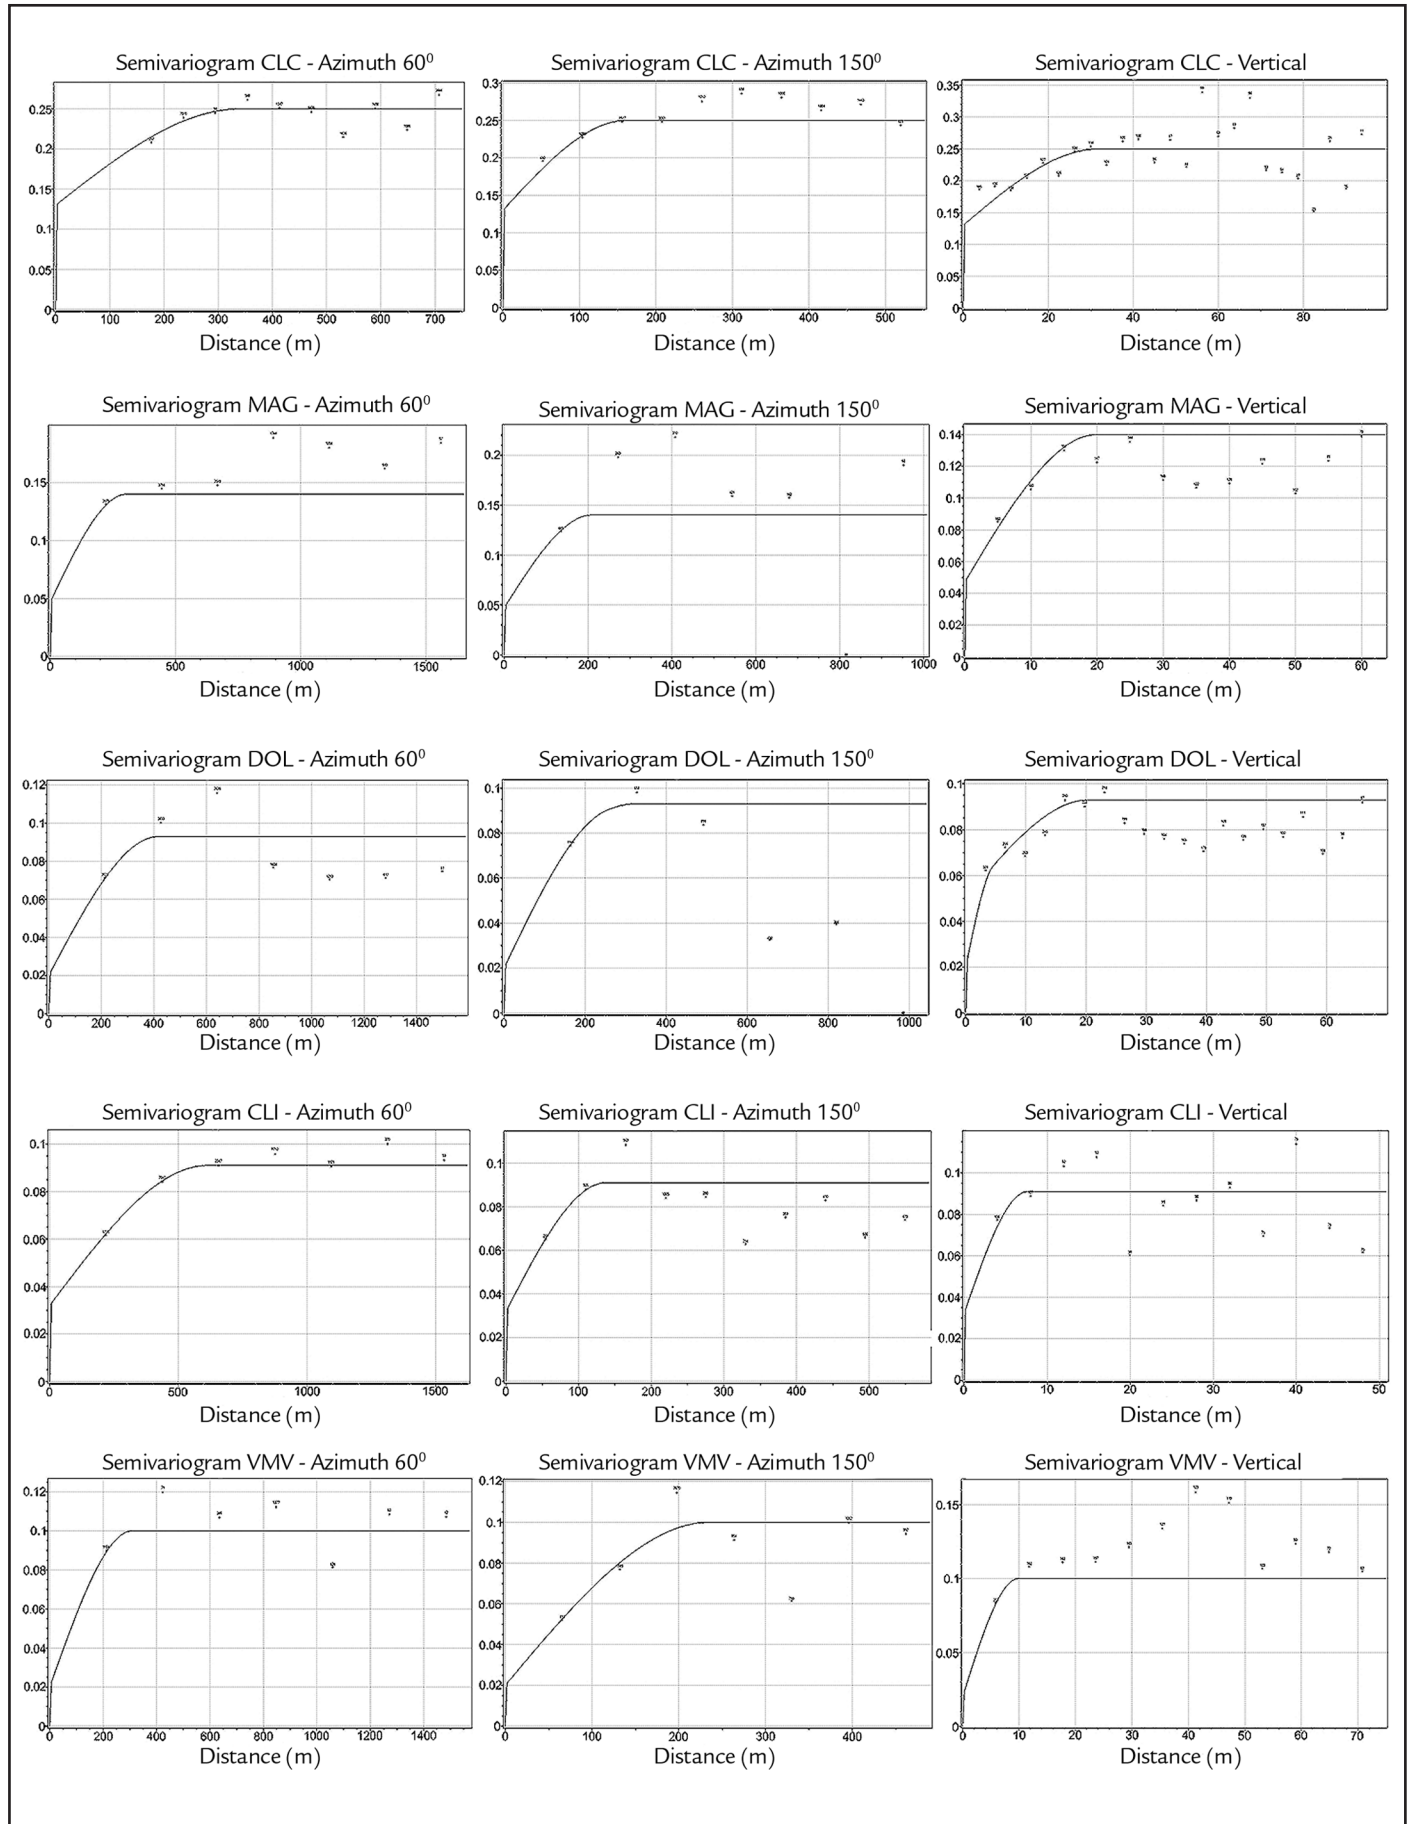 Semivariogram CLC - Azimuth 60⁰
0.25
0.2
0.15
0.1
0.05
0
0 100 200 300 400 500 600 700
Distance (m)
Semivariogram CLC - Azimuth 150⁰
0.3
0.25
0.2
0.15
0.1
0.05
0
0 100 200 300 400 500
Distance (m)
Semivariogram CLC - Vertical
0.35
0.3
0.25
0.2
0.15
0.1
0.05
0
0 20 40 60 80
Distance (m)
Semivariogram MAG - Azimuth 60⁰
0.15
0.1
0.05
0
0 500 1000 1500
Distance (m)
Semivariogram MAG - Azimuth 150⁰
0.2
0.15
0.1
0.05
0
0 200 400 600 800 1000
Distance (m)
Semivariogram MAG - Vertical
0.14
0.12
0.1
0.08
0.06
0.04
0.02
0
0 10 20 30 40 50 60
Distance (m)
Semivariogram DOL - Azimuth 60⁰
0.12
0.1
0.08
0.06
0.04
0.02
0
0 200 400 600 800 1000 1200 1400
Distance (m)
Semivariogram DOL - Azimuth 150⁰
0.1
0.08
0.06
0.04
0.02
0
0 200 400 600 800 1000
Distance (m)
Semivariogram DOL - Vertical
0.1
0.08
0.06
0.04
0.02
0
0 10 20 30 40 50 60
Distance (m)
Semivariogram CLI - Azimuth 60⁰
0.1
0.08
0.06
0.04
0.02
0
0 500 1000 1500
Distance (m)
Semivariogram CLI - Azimuth 150⁰
0.1
0.08
0.06
0.04
0.02
0
0 100 200 300 400 500
Distance (m)
Semivariogram CLI - Vertical
0.1
0.08
0.06
0.04
0.02
0
0 10 20 30 40 50
Distance (m)
Semivariogram VMV - Azimuth 60⁰
0.12
0.1
0.08
0.06
0.04
0.02
0
0 200 400 600 800 1000 1200 1400
Distance (m)
Semivariogram VMV - Azimuth 150⁰
0.12
0.1
0.08
0.06
0.04
0.02
0
0 100 200 300 400
Distance (m)
Semivariogram VMV - Vertical
0.15
0.1
0.05
0
0 10 20 30 40 50 60 70
Distance (m)